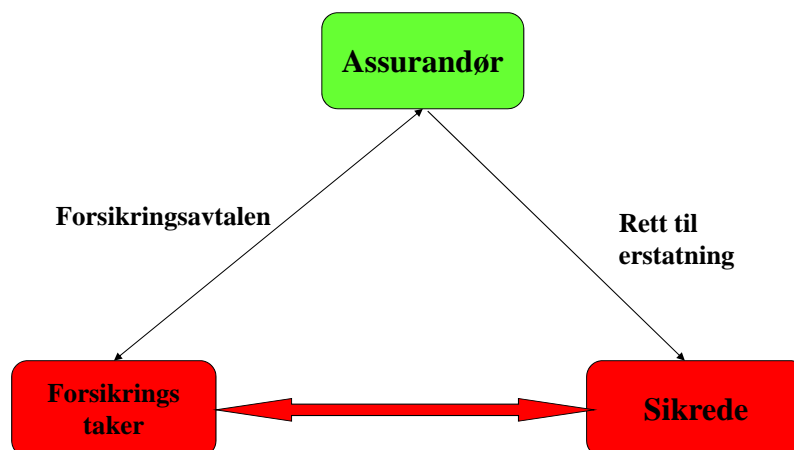 Assurandør
Forsikringsavtalen
Rett til
erstatning
Forsikrings
taker
Sikrede